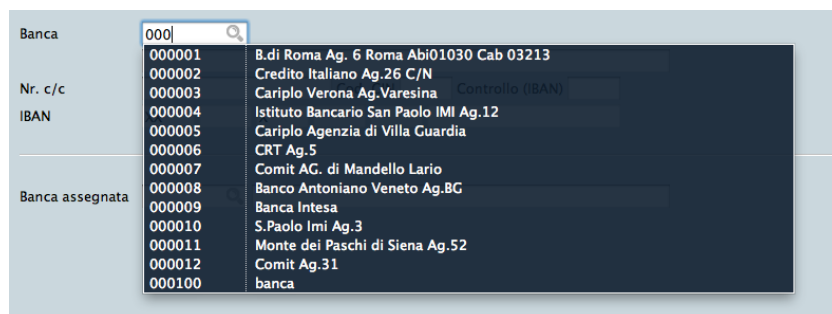 Banca 000
000001 B.di Roma Ag. 6 Roma Abi01030 Cab 03213
000002 Credito Italiano Ag.26 C/N
Nr. c/c 000003 Cariplo Verona Ag.Varesina Controllo (IBAN)
IBAN 000004 Istituto Bancario San Paolo IMI Ag.12
000005 Cariplo Agenzia di Villa Guardia
000006 CRT Ag.5
000007 Comit AG. di Mandello Lario
Banca assegnata 000008 Banco Antoniano Veneto Ag.BG
000009 Banca Intesa
000010 S.Paolo Imi Ag.3
000011 Monte dei Paschi di Siena Ag.52
000012 Comit Ag.31
000100 banca